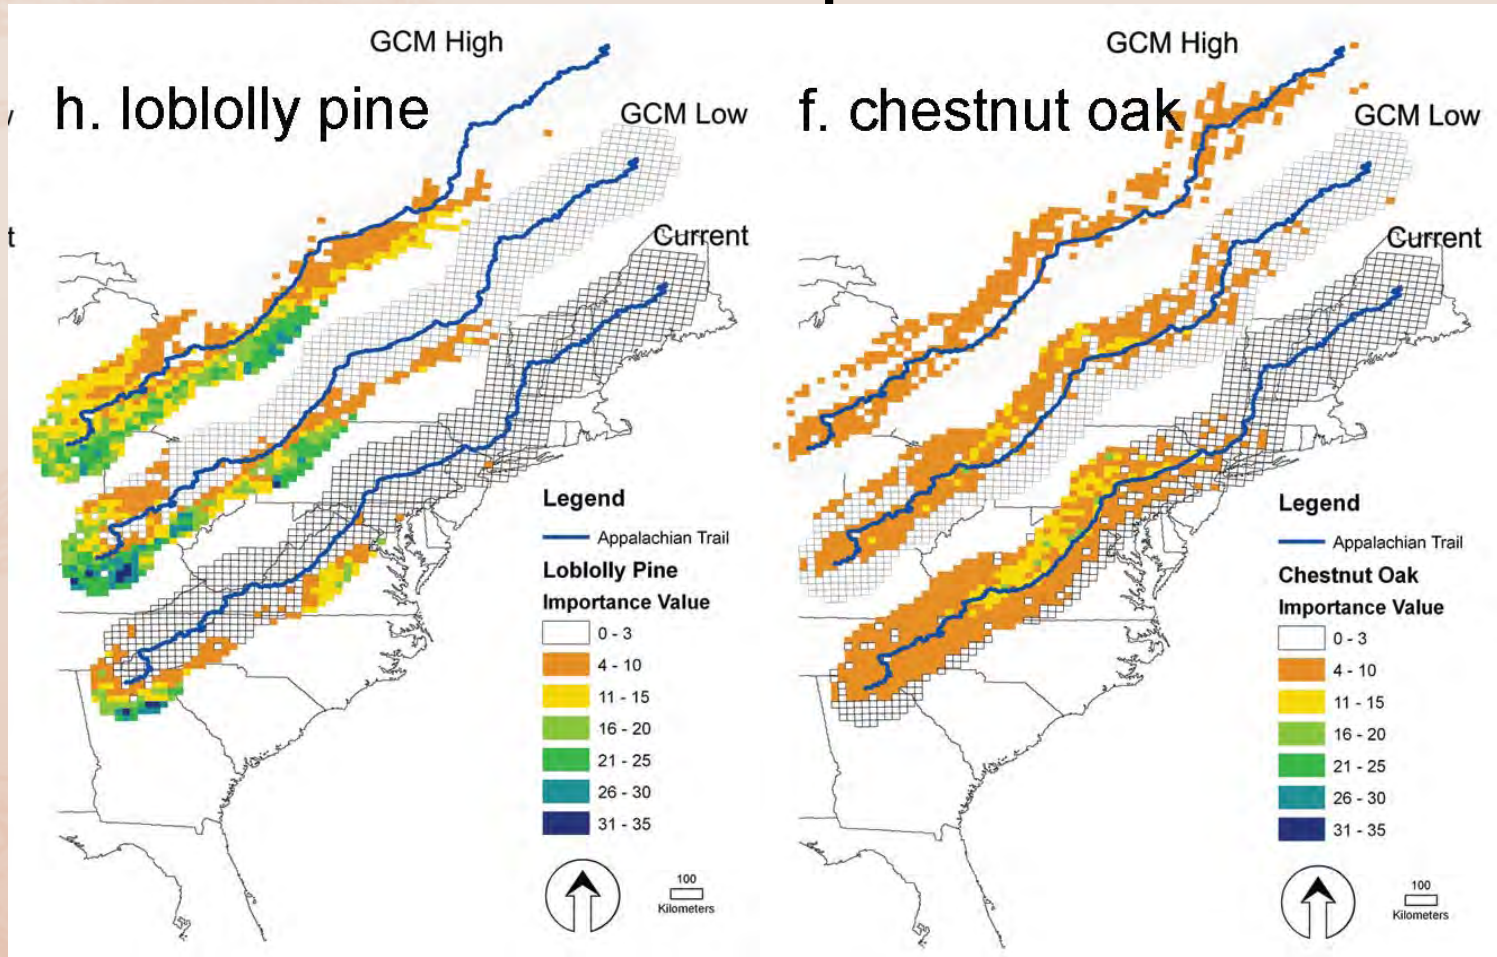 GCM High
h. loblolly pine
GCM Low
Current
Legend
Appalachian Trail
Loblolly Pine
Importance Value
0 - 3
4 - 10
11 - 15
16 - 20
21 - 25
26 - 30
31 - 35
100
Kilometers
GCM High
f. chestnut oak
GCM Low
Current
Legend
Appalachian Trail
Chestnut Oak
Importance Value
0 - 3
4 - 10
11 - 15
16 - 20
21 - 25
26 - 30
31 - 35
100
Kilometers